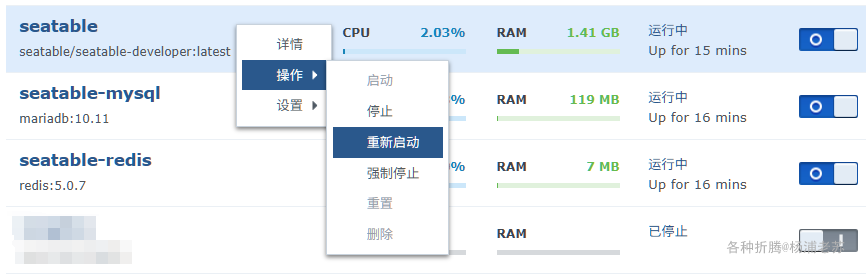 seatable
seatable/seatable-developer:latest
CPU 2.03%
RAM 1.41 GB
运行中
Up for 15 mins
详情
操作
设置
启动
停止
重新启动
强制停止
重置
删除
seatable-mysql
mariadb:10.11
%
RAM 119 MB
运行中
Up for 16 mins
seatable-redis
redis:5.0.7
%
RAM 7 MB
运行中
Up for 16 mins
RAM
已停止
各种折腾@杨浦老苏